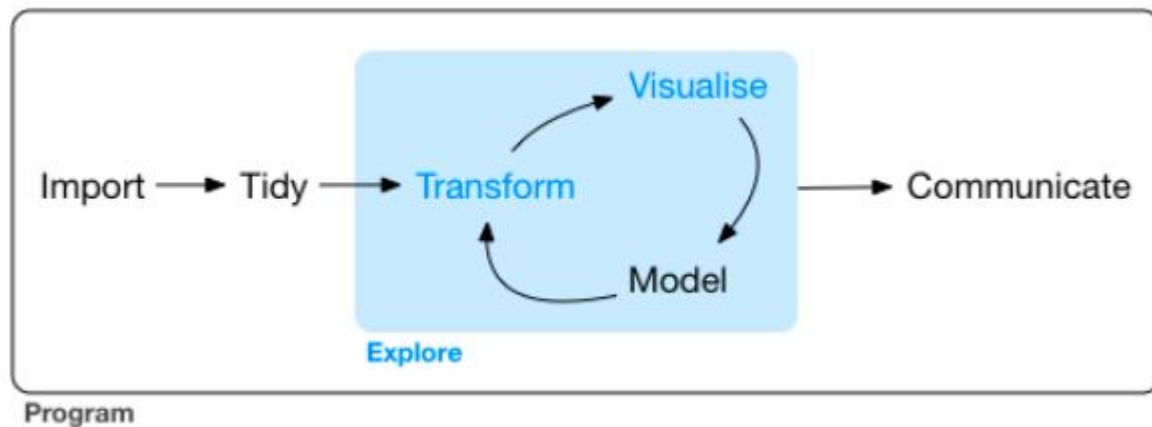 Visualise
Import
Tidy
Transform
Communicate
Model
Explore
Program